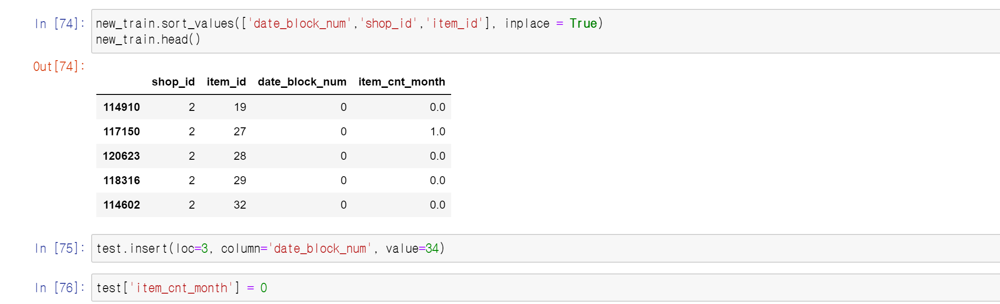 In [74]: new_train.sort_values(['date_block_num','shop_id','item_id'], inplace = True)
new_train.head()
Out[74]:
shop_id item_id date_block_num item_cnt_month
114910 2 19 0 0.0
117150 2 27 0 1.0
120623 2 28 0 0.0
118316 2 29 0 0.0
114602 2 32 0 0.0
In [75]: test.insert(loc=3, column='date_block_num', value=34)
In [76]: test['item_cnt_month'] = 0